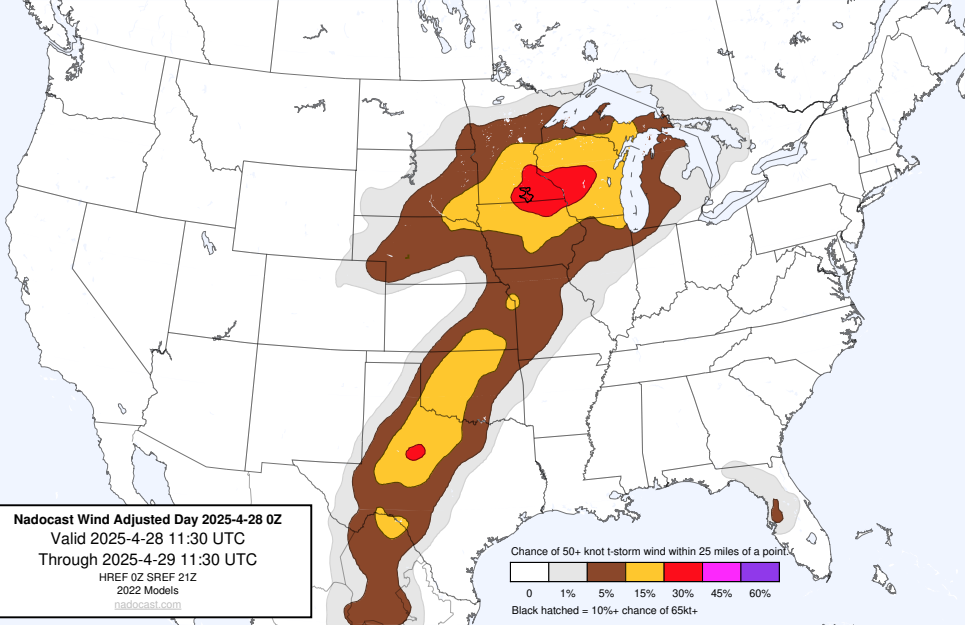 Nadocast Wind Adjusted Day 2025-4-28 0Z
Valid 2025-4-28 11:30 UTC
Through 2025-4-29 11:30 UTC
HREF 0Z SREF 21Z
2022 Models
nadocast.com
Chance of 50+ knot t-storm wind within 25 miles of a point.
0 1% 5% 15% 30% 45% 60%
Black hatched = 10%+ chance of 65kt+